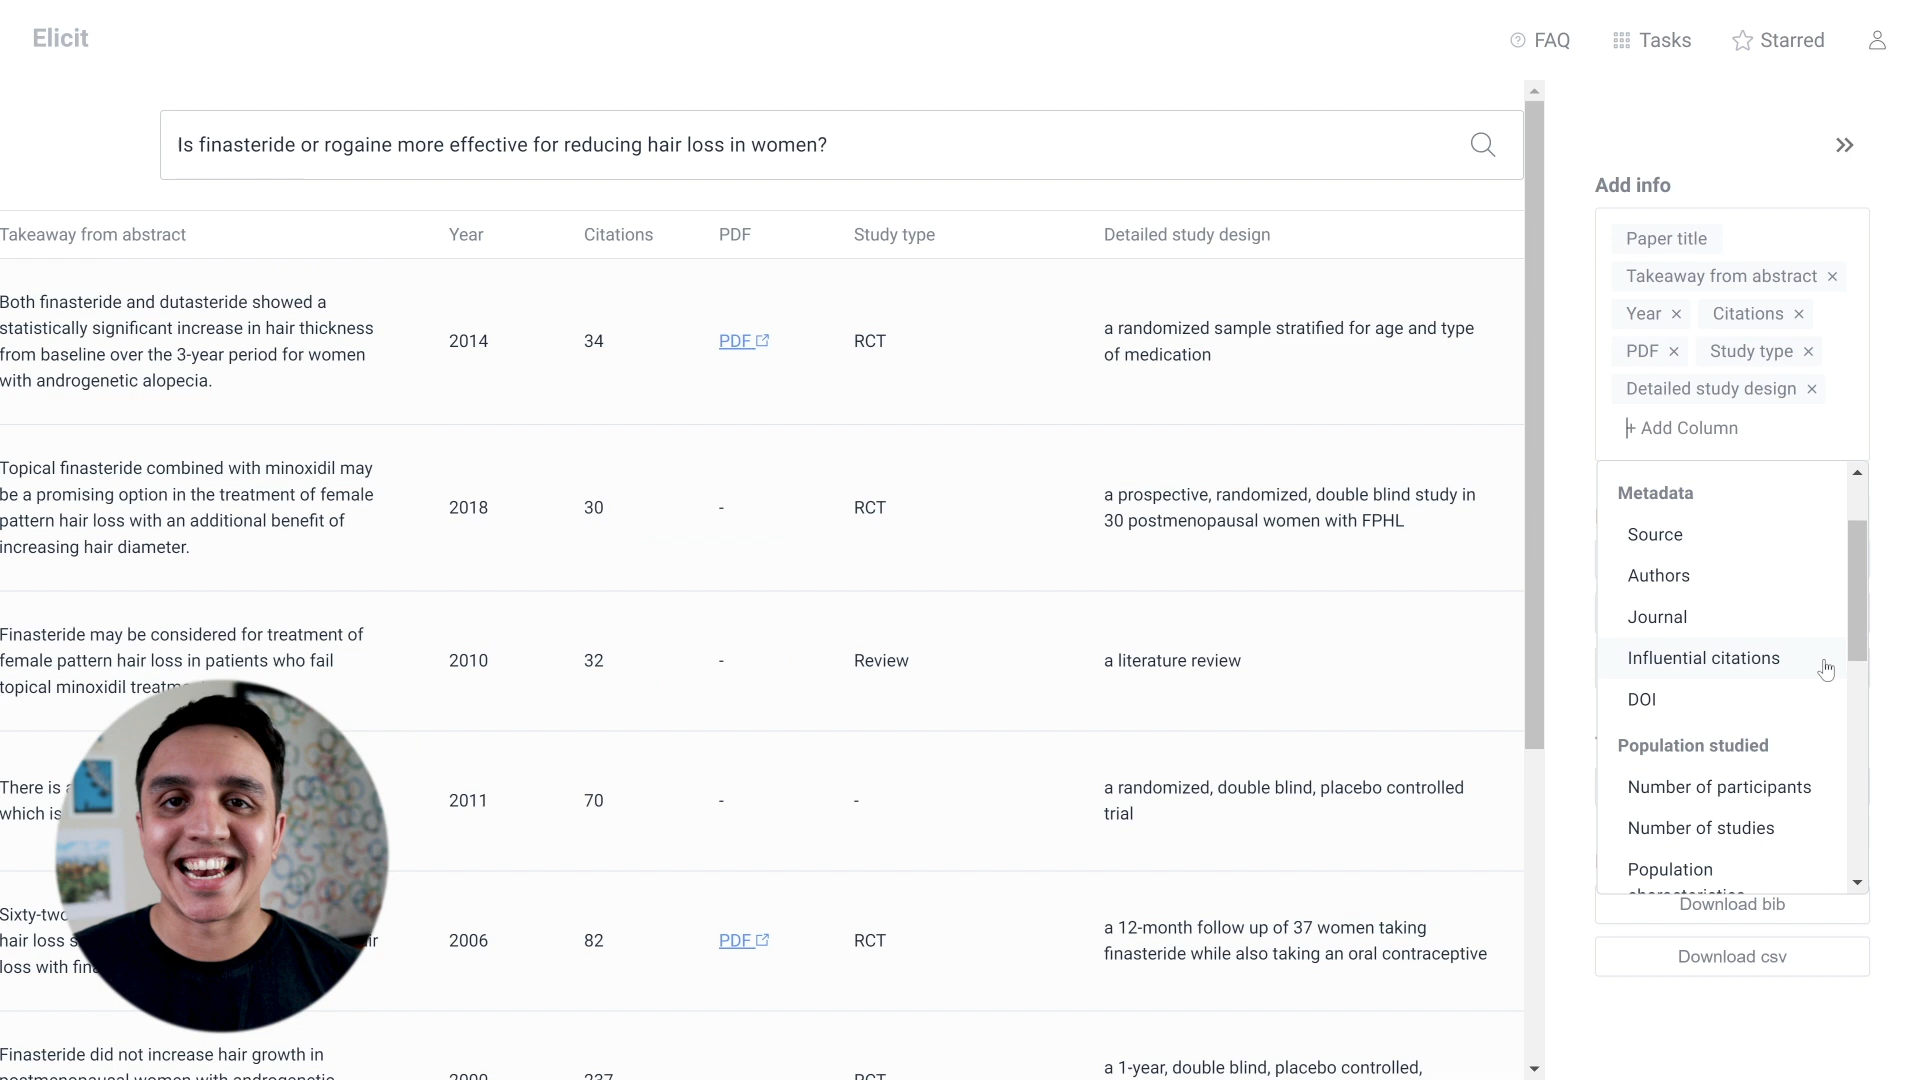 Elicit
FAQ
Tasks
Starred
Is finasteride or rogaine more effective for reducing hair loss in women?
Takeaway from abstract
Year
Citations
PDF
Study type
Detailed study design
Both finasteride and dutasteride showed a
statistically significant increase in hair thickness
from baseline over the 3-year period for women
with androgenetic alopecia.
2014
34
PDF
RCT
a randomized sample stratified for age and type
of medication
Topical finasteride combined with minoxidil may
be a promising option in the treatment of female
pattern hair loss with an additional benefit of
increasing hair diameter.
2018
30
-
RCT
a prospective, randomized, double blind study in
30 postmenopausal women with FPHL
Finasteride may be considered for treatment of
female pattern hair loss in patients who fail
topical minoxidil
2010
32
-
Review
a literature review
There is
which is
2011
70
-
-
a randomized, double blind, placebo controlled
trial
Sixty-two
hair loss
loss with
2006
82
PDF
RCT
a 12-month follow up of 37 women taking
finasteride while also taking an oral contraceptive
Finasteride did not increase hair growth in
postmenopausal women with androgenetic
2000
237
RCT
a 1-year, double blind, placebo controlled,
Add info
Paper title
Takeaway from abstract ×
Year × Citations ×
PDF × Study type ×
Detailed study design ×
+ Add Column
Metadata
Source
Authors
Journal
Influential citations
DOI
Population studied
Number of participants
Number of studies
Population
characteristics
Download bib
Download csv